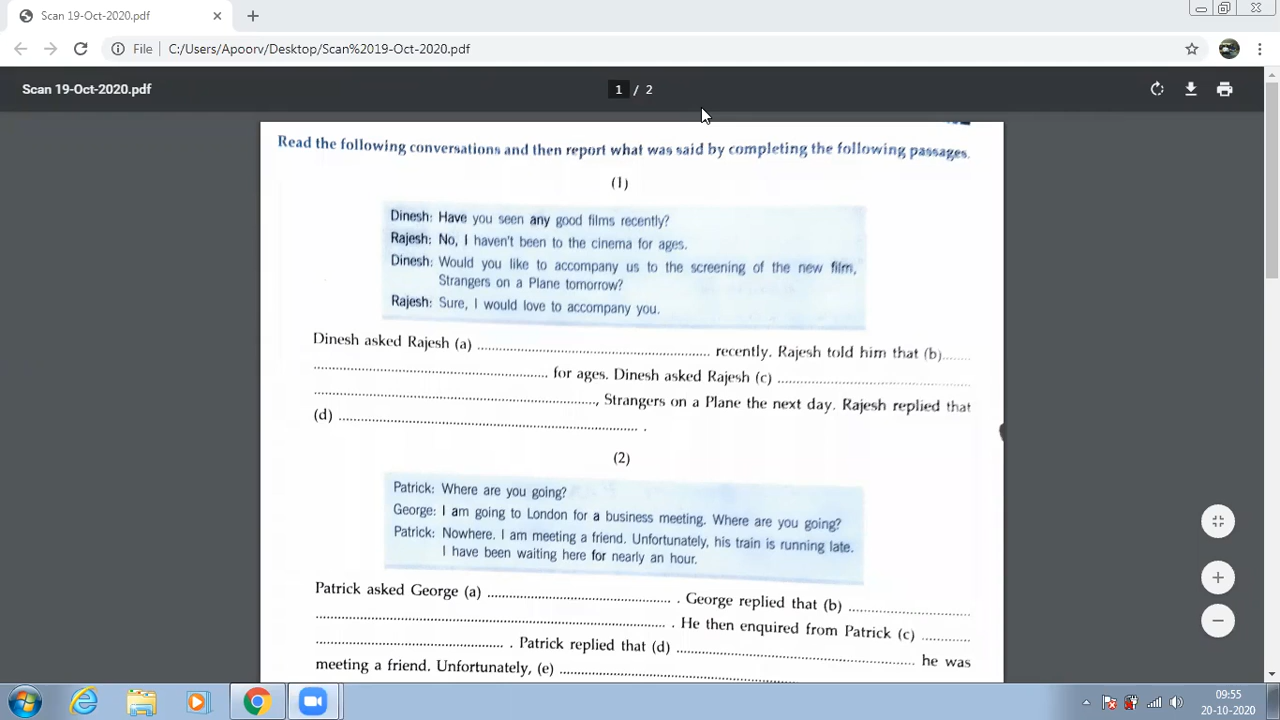 Scan 19-Oct-2020.pdf
File C:/Users/Apoorv/Desktop/Scan%2019-Oct-2020.pdf
Scan 19-Oct-2020.pdf 1 / 2
Read the following conversations and then report what was said by completing the following passages.
(1)
Dinesh: Have you seen any good films recently?
Rajesh: No, I haven't been to the cinema for ages.
Dinesh: Would you like to accompany us to the screening of the new film,
Strangers on a Plane tomorrow?
Rajesh: Sure, I would love to accompany you.
Dinesh asked Rajesh (a) .................................................... recently. Rajesh told him that (b)......
.................................................... for ages. Dinesh asked Rajesh (c) ...........................................
..............................................................., Strangers on a Plane the next day. Rajesh replied that
(d) .................................................................. .
(2)
Patrick: Where are you going?
George: I am going to London for a business meeting. Where are you going?
Patrick: Nowhere. I am meeting a friend. Unfortunately, his train is running late.
I have been waiting here for nearly an hour.
Patrick asked George (a) ......................................... . George replied that (b) ...........................
............................................................................. . He then enquired from Patrick (c) ..........
.......................................... . Patrick replied that (d) .................................................... he was
meeting a friend. Unfortunately, (e) ....................................................
09:55
20-10-2020